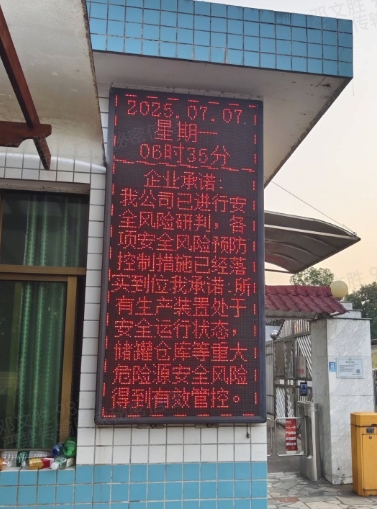 2025.07.07
星期一
06时35分
企业承诺:
我公司已进行安
全风险研判，各
项安全风险预防
控制措施已经落
实到位我承诺:所
有生产装置处于
安全运行状态，
储罐仓库等重大
危险源安全风险
得到有效管控。